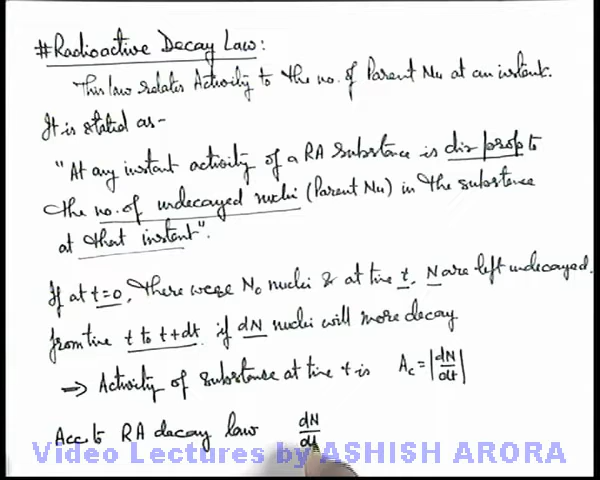 #Radioactive Decay Law:
This law relates Activity to the no. of Parent Nu at an instant.
It is stated as-
"At any instant activity of a RA substance is dir prop to
the no. of undecayed nuclei (Parent Nu) in the substance
at that instant".
If at t=0, there were N₀ nuclei & at time t, N are left undecayed.
from time t to t+dt if dN nuclei will more decay
⇒ Activity of substance at time t is Ac = |dN/dt|
Acc to RA decay law dN/dt
Video Lectures by ASHISH ARORA